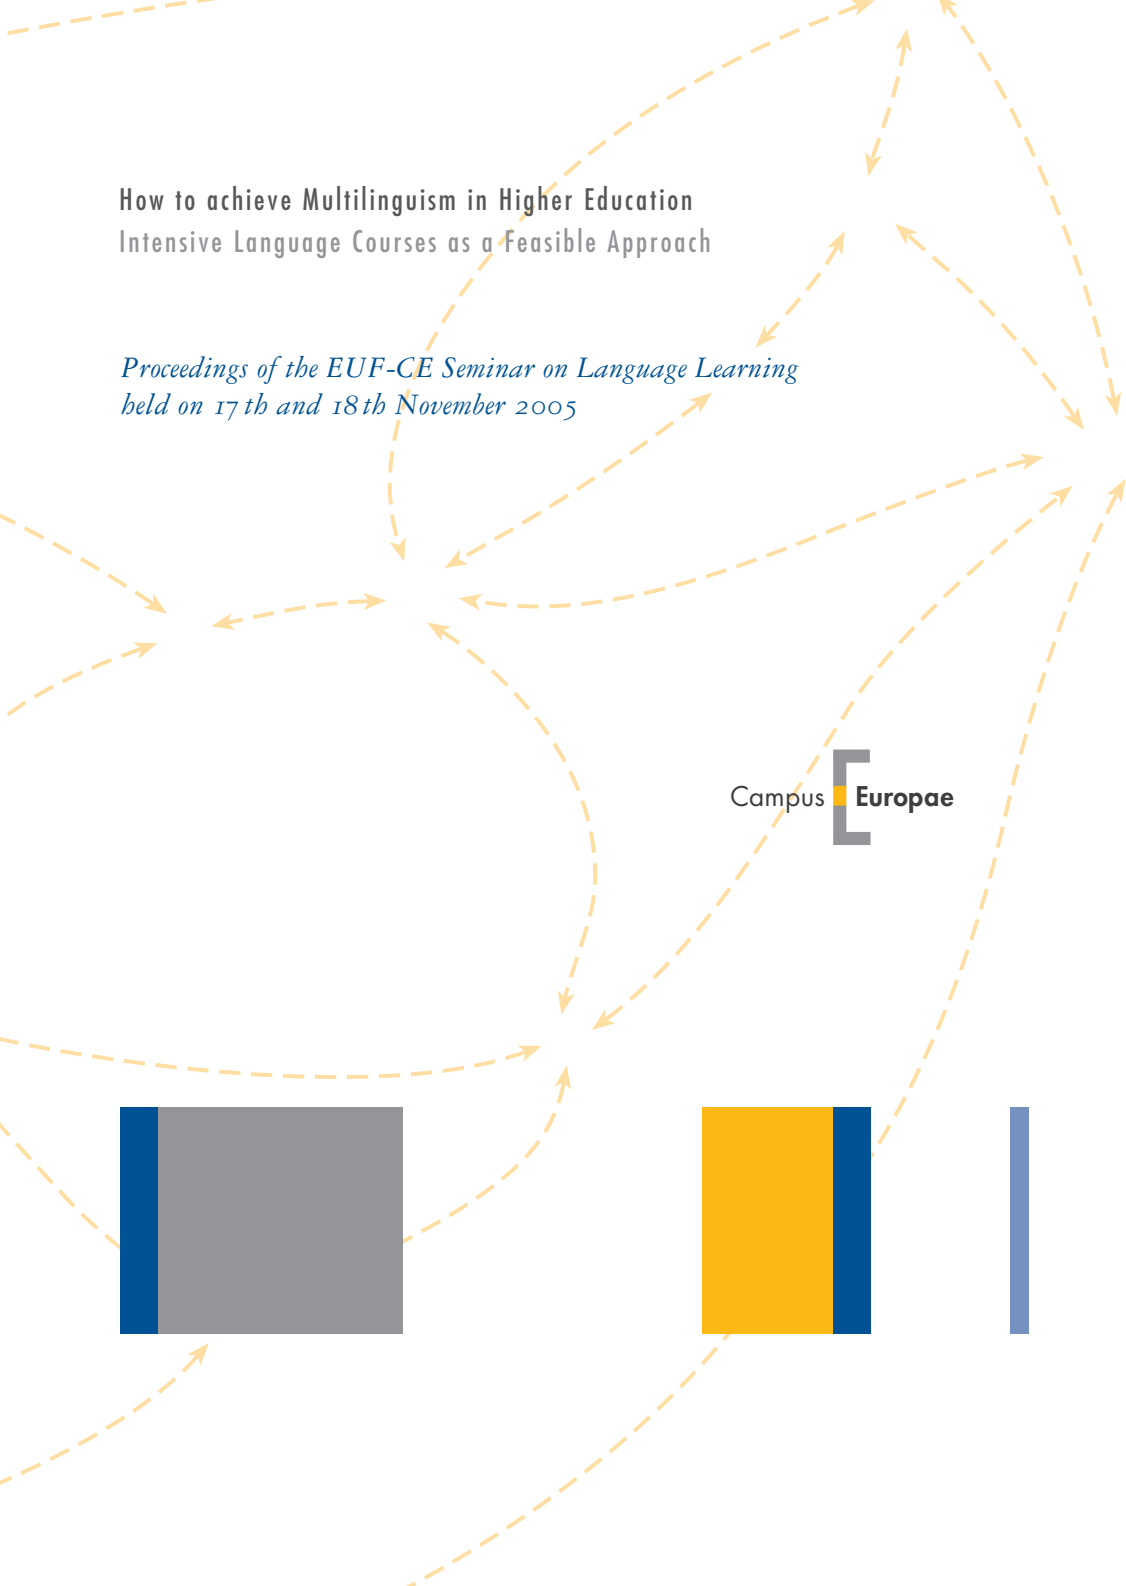 How to achieve Multilinguism in Higher Education
Intensive Language Courses as a Feasible Approach
Proceedings of the EUF-CE Seminar on Language Learning
held on 17th and 18th November 2005
Campus Europae